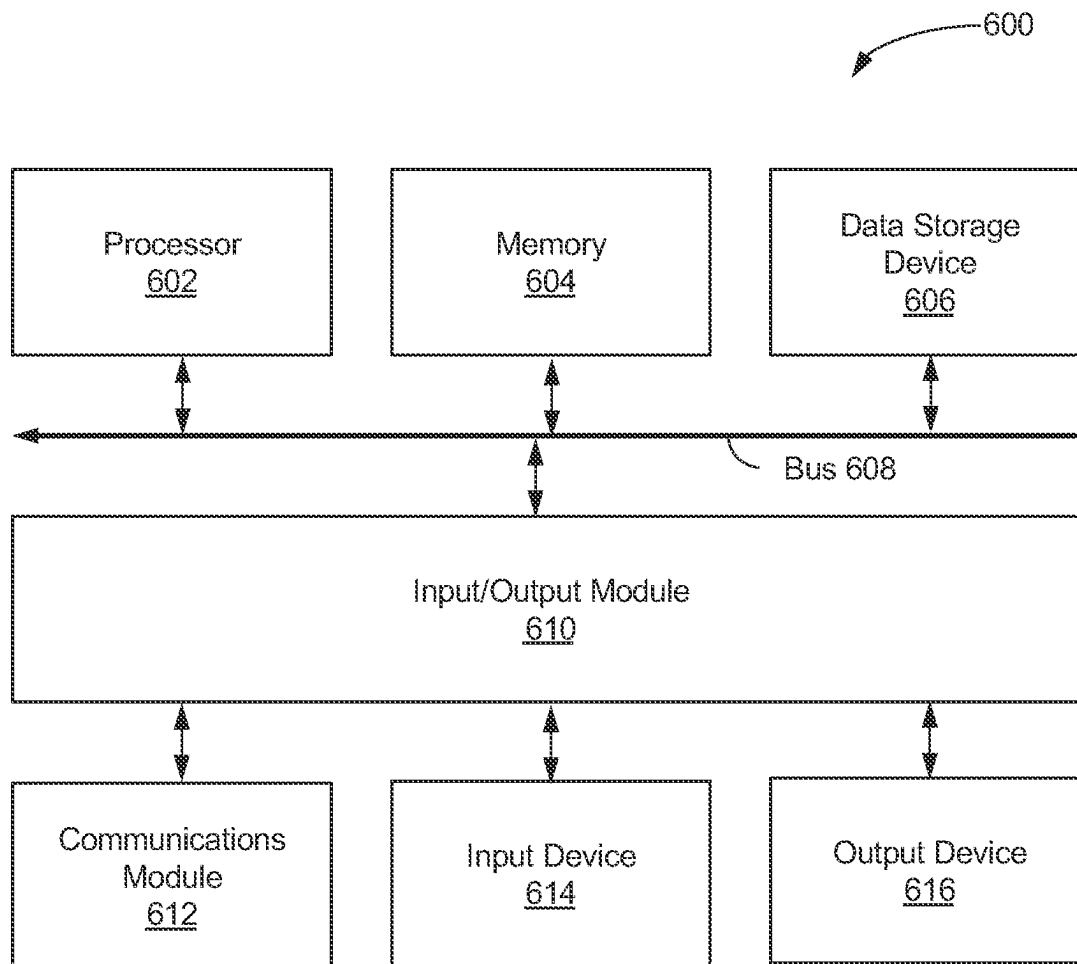 600
Processor
602
Memory
604
Data Storage
Device
606
Bus 608
Input/Output Module
610
Communications
Module
612
Input Device
614
Output Device
616